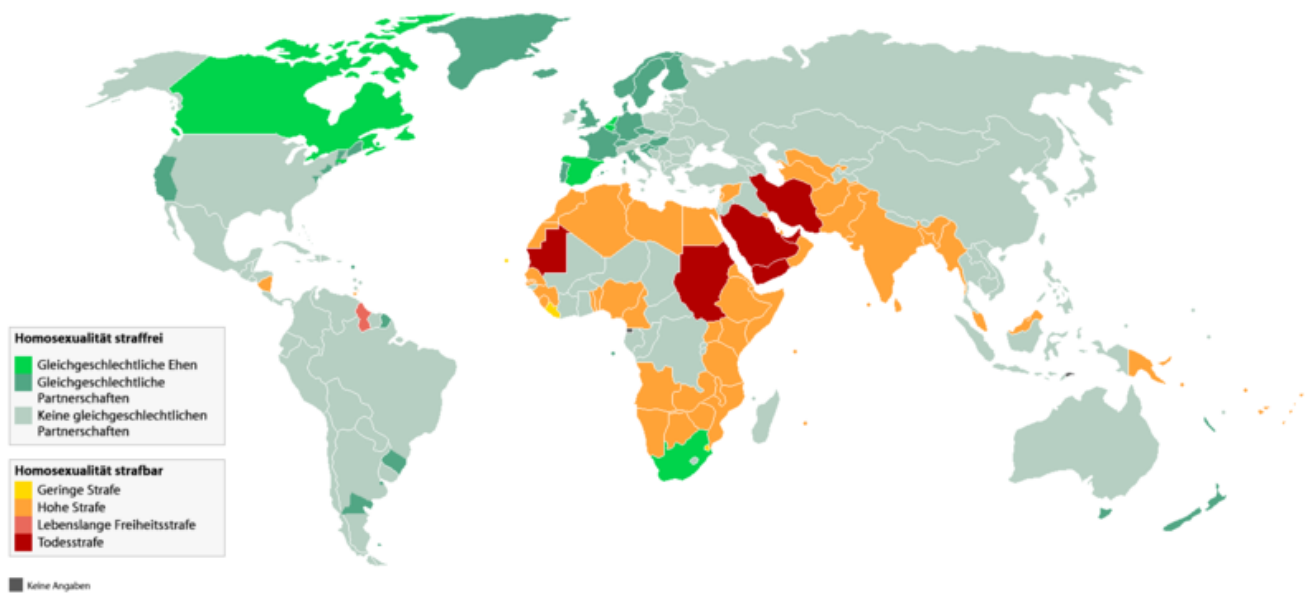 Homosexualität straffrei
Gleichgeschlechtliche Ehen
Gleichgeschlechtliche
Partnerschaften
Keine gleichgeschlechtlichen
Partnerschaften
Homosexualität strafbar
Geringe Strafe
Hohe Strafe
Lebenslange Freiheitsstrafe
Todesstrafe
Keine Angaben